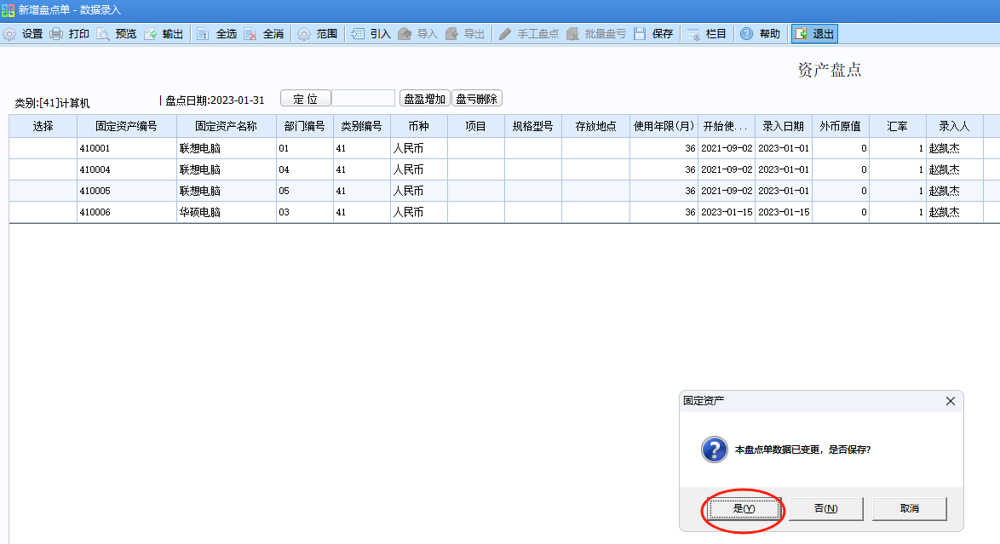 新增盘点单 - 数据录入
设置 打印 预览 输出 全选 全消 范围 引入 导入 导出 手工盘点 批量盘亏 保存 栏目 帮助 退出
资产盘点
类别:[41]计算机 盘点日期:2023-01-31 定 位 盘盈增加 盘亏删除
选择 固定资产编号 固定资产名称 部门编号 类别编号 币种 项目 规格型号 存放地点 使用年限(月) 开始使... 录入日期 外币原值 汇率 录入人
410001 联想电脑 01 41 人民币 36 2021-09-02 2023-01-01 0 1 赵凯杰
410004 联想电脑 04 41 人民币 36 2021-09-02 2023-01-01 0 1 赵凯杰
410005 联想电脑 05 41 人民币 36 2021-09-02 2023-01-01 0 1 赵凯杰
410006 华硕电脑 03 41 人民币 36 2023-01-15 2023-01-15 0 1 赵凯杰
固定资产
本盘点单数据已变更，是否保存?
是(Y) 否(N) 取消